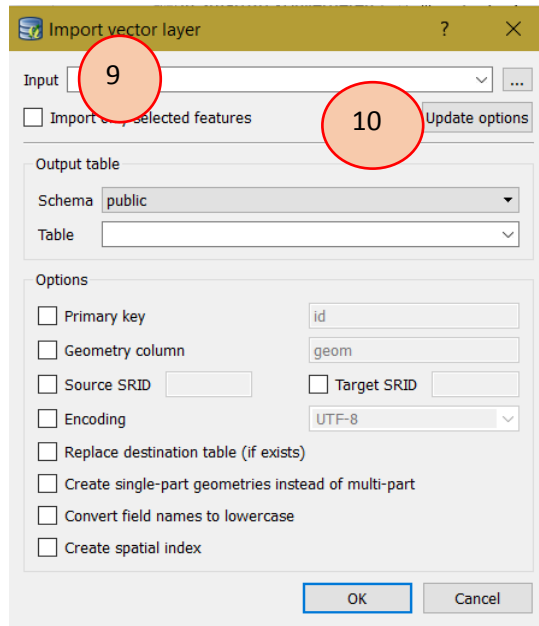 Import vector layer
Input 9 ...
Import only selected features 10 Update options
Output table
Schema public
Table
Options
Primary key id
Geometry column geom
Source SRID Target SRID
Encoding UTF-8
Replace destination table (if exists)
Create single-part geometries instead of multi-part
Convert field names to lowercase
Create spatial index
OK Cancel